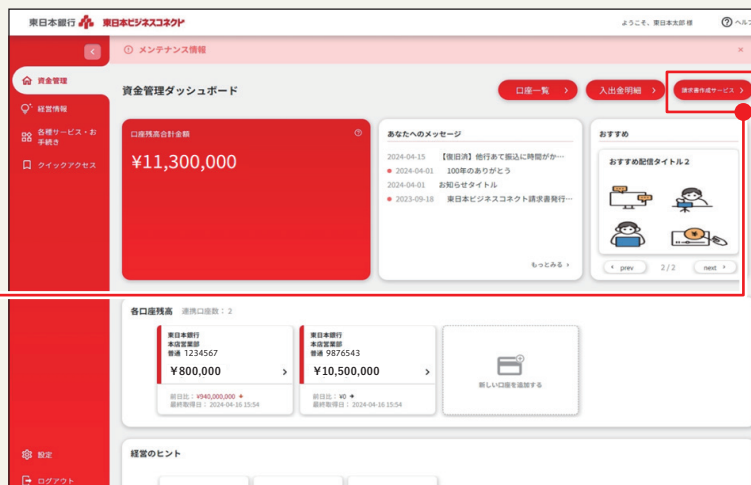 東日本銀行 東日本ビジネスコネクト
ようこそ、東日本太郎 様
メンテナンス情報 ×
資金管理
経営情報
各種サービス・お
手続き
クイックアクセス
資金管理ダッシュボード
口座一覧
入出金明細
請求書作成サービス
口座残高合計金額
¥11,300,000
あなたへのメッセージ
2024-04-15 【復旧済】他行あて振込に時間がか…
2024-04-01 100年のありがとう
2024-04-01 お知らせタイトル
2023-09-18 東日本ビジネスコネクト請求書発行…
もっとみる
おすすめ
おすすめ配信タイトル2
prev 2/2 next
各口座残高 連携口座数：2
東日本銀行
本店営業部
普通 1234567
¥800,000
前日比：¥940,000,000
最終取得日：2024-04-16 15:54
東日本銀行
本店営業部
普通 9876543
¥10,500,000
前日比：¥0
最終取得日：2024-04-16 15:54
新しい口座を追加する
経営のヒント
設定
ログアウト